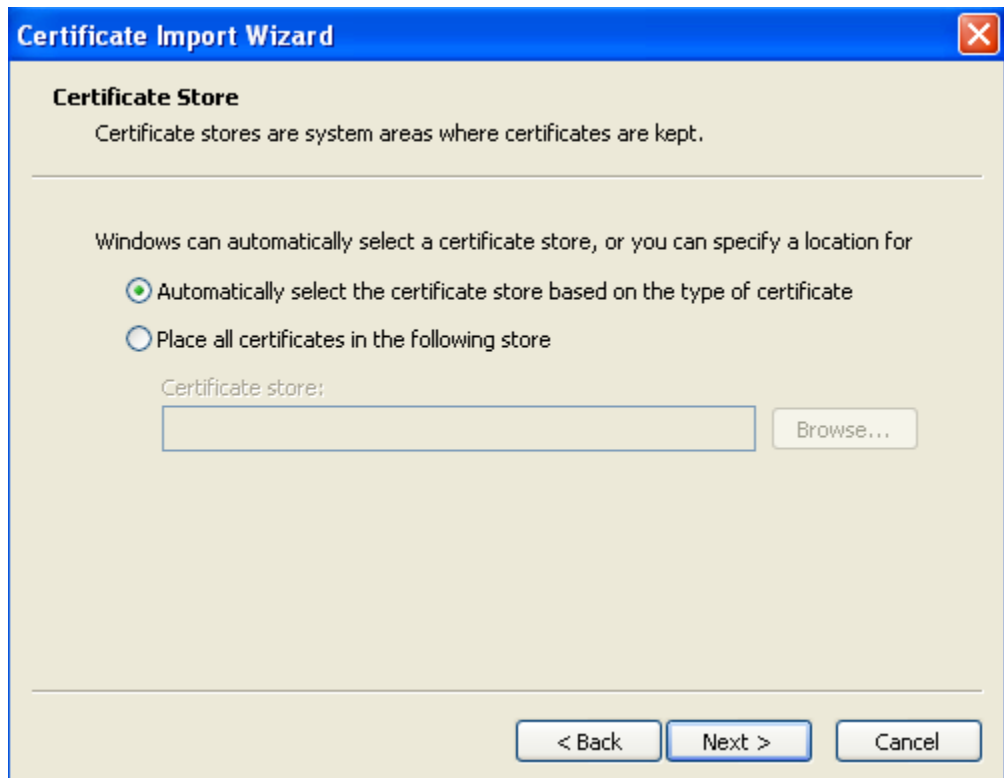 Certificate Import Wizard
Certificate Store
Certificate stores are system areas where certificates are kept.
Windows can automatically select a certificate store, or you can specify a location for
Automatically select the certificate store based on the type of certificate
Place all certificates in the following store
Certificate store:
Browse...
< Back Next > Cancel